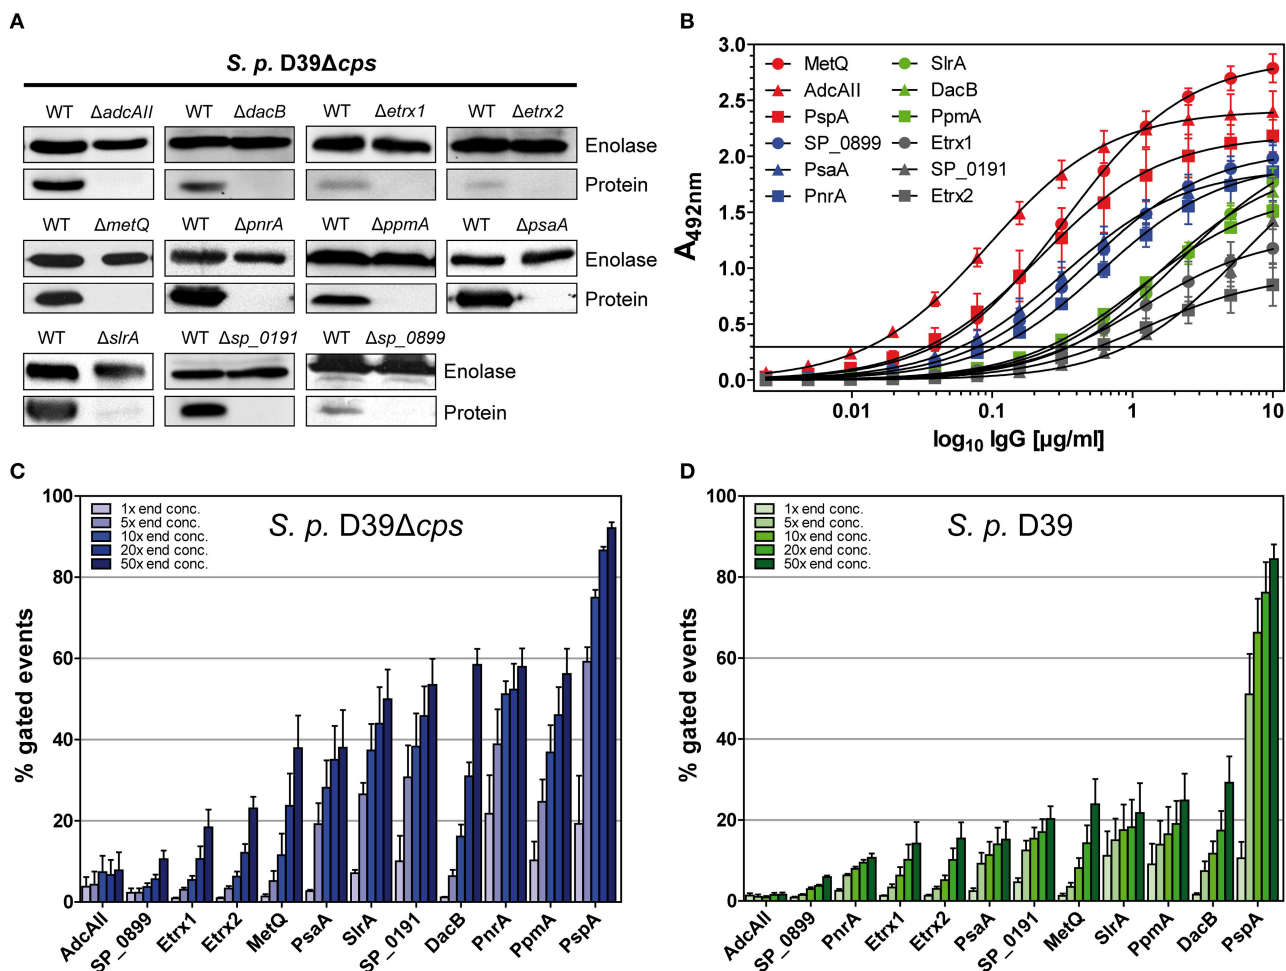 A
S. p. D39Δcps
WT ΔadcAII WT ΔdacB WT Δetrx1 WT Δetrx2
Enolase
Protein
WT ΔmetQ WT ΔpnrA WT ΔppmA WT ΔpsaA
Enolase
Protein
WT ΔslrA WT Δsp_0191 WT Δsp_0899
Enolase
Protein
B
3.0
2.5
2.0
1.5
1.0
0.5
0.0
A492nm
MetQ SlrA
AdcAII DacB
PspA PpmA
SP_0899 Etrx1
PsaA SP_0191
PnrA Etrx2
0.01 0.1 1 10
log10 IgG [µg/ml]
C
100
80
60
40
20
0
% gated events
1x end conc.
5x end conc.
10x end conc.
20x end conc.
50x end conc.
S. p. D39Δcps
AdcAII SP_0899 Etrx1 Etrx2 MetQ PsaA SlrA SP_0191 DacB PnrA PpmA PspA
D
100
80
60
40
20
0
% gated events
1x end conc.
5x end conc.
10x end conc.
20x end conc.
50x end conc.
S. p. D39
AdcAII SP_0899 PnrA Etrx1 Etrx2 PsaA SP_0191 MetQ SlrA PpmA DacB PspA